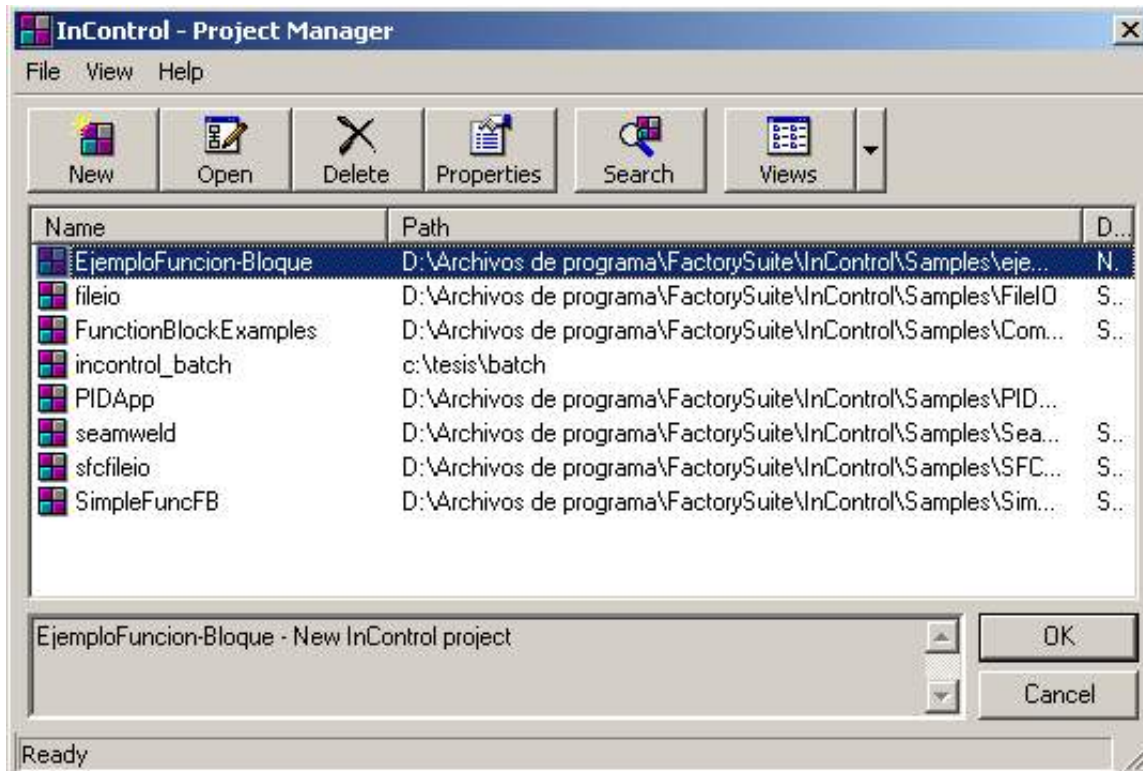 InControl - Project Manager
File View Help
New Open Delete Properties Search Views
Name Path D...
EjemploFuncion-Bloque D:\Archivos de programa\FactorySuite\InControl\Samples\eje... N..
fileio D:\Archivos de programa\FactorySuite\InControl\Samples\FileIO S..
FunctionBlockExamples D:\Archivos de programa\FactorySuite\InControl\Samples\Com... S..
incontrol_batch c:\tesis\batch
PIDApp D:\Archivos de programa\FactorySuite\InControl\Samples\PID...
seamweld D:\Archivos de programa\FactorySuite\InControl\Samples\Sea... S..
sfcfileio D:\Archivos de programa\FactorySuite\InControl\Samples\SFC... S..
SimpleFuncFB D:\Archivos de programa\FactorySuite\InControl\Samples\Sim... S..
EjemploFuncion-Bloque - New InControl project
OK
Cancel
Ready